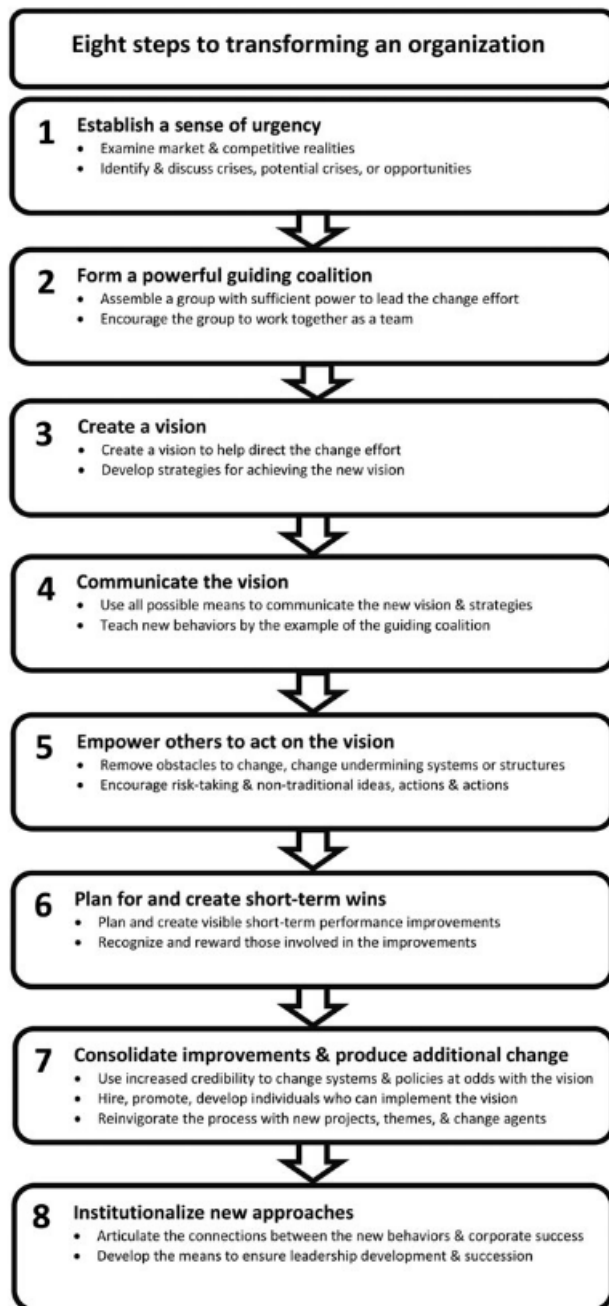 Eight steps to transforming an organization
1 Establish a sense of urgency
• Examine market & competitive realities
• Identify & discuss crises, potential crises, or opportunities
2 Form a powerful guiding coalition
• Assemble a group with sufficient power to lead the change effort
• Encourage the group to work together as a team
3 Create a vision
• Create a vision to help direct the change effort
• Develop strategies for achieving the new vision
4 Communicate the vision
• Use all possible means to communicate the new vision & strategies
• Teach new behaviors by the example of the guiding coalition
5 Empower others to act on the vision
• Remove obstacles to change, change undermining systems or structures
• Encourage risk-taking & non-traditional ideas, actions & actions
6 Plan for and create short-term wins
• Plan and create visible short-term performance improvements
• Recognize and reward those involved in the improvements
7 Consolidate improvements & produce additional change
• Use increased credibility to change systems & policies at odds with the vision
• Hire, promote, develop individuals who can implement the vision
• Reinvigorate the process with new projects, themes, & change agents
8 Institutionalize new approaches
• Articulate the connections between the new behaviors & corporate success
• Develop the means to ensure leadership development & succession